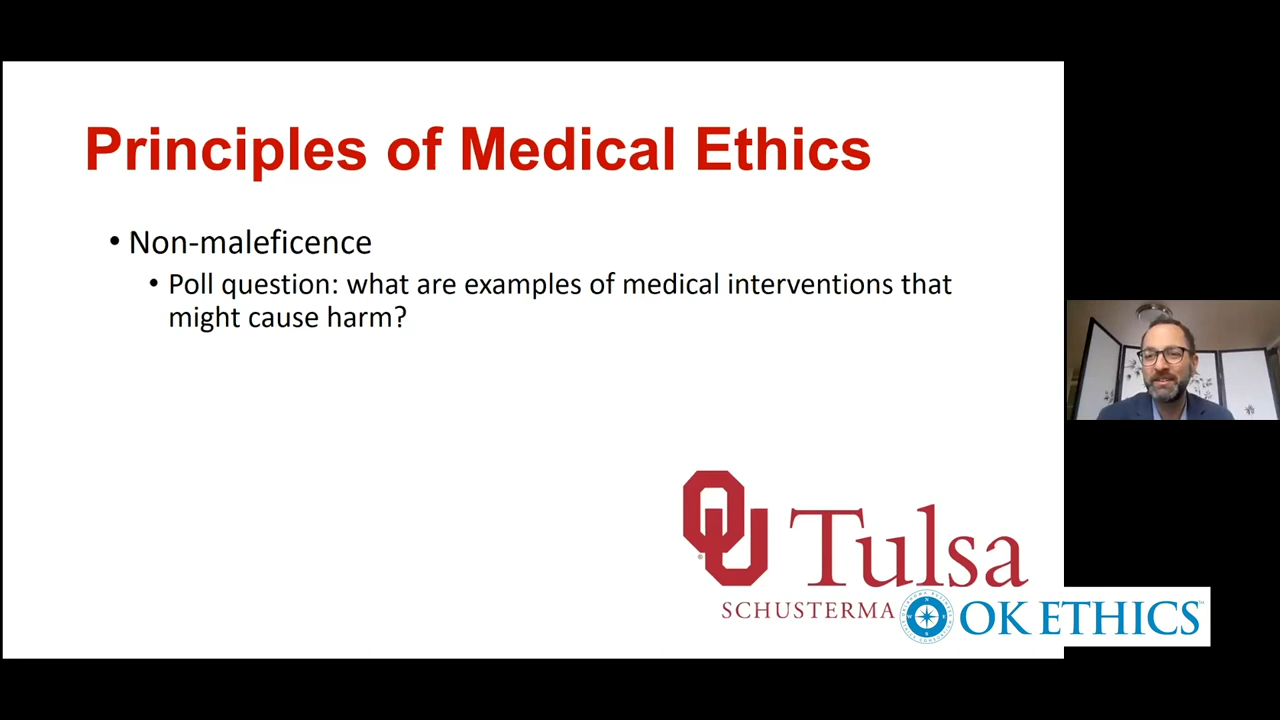 Principles of Medical Ethics
• Non-maleficence
• Poll question: what are examples of medical interventions that
might cause harm?
OU Tulsa
SCHUSTERMA
OK ETHICS